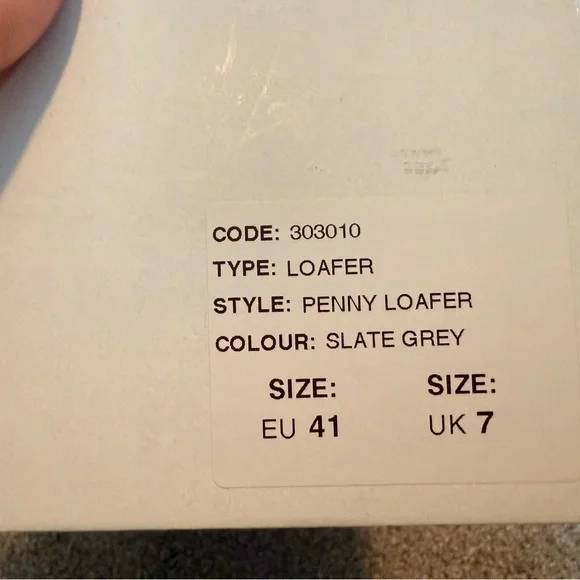 CODE: 303010
TYPE: LOAFER
STYLE: PENNY LOAFER
COLOUR: SLATE GREY
SIZE: SIZE:
EU 41 UK 7